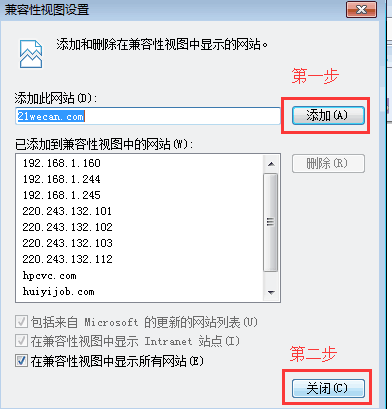 兼容性视图设置
添加和删除在兼容性视图中显示的网站。
第一步
添加此网站(D):
21wecan.com
添加(A)
已添加到兼容性视图中的网站(W):
192.168.1.160
192.168.1.244
192.168.1.245
220.243.132.101
220.243.132.102
220.243.132.103
220.243.132.112
hpcvc.com
huiyijob.com
删除(R)
包括来自 Microsoft 的更新的网站列表(U)
在兼容性视图中显示 Intranet 站点(I)
在兼容性视图中显示所有网站(E)
第二步
关闭(C)